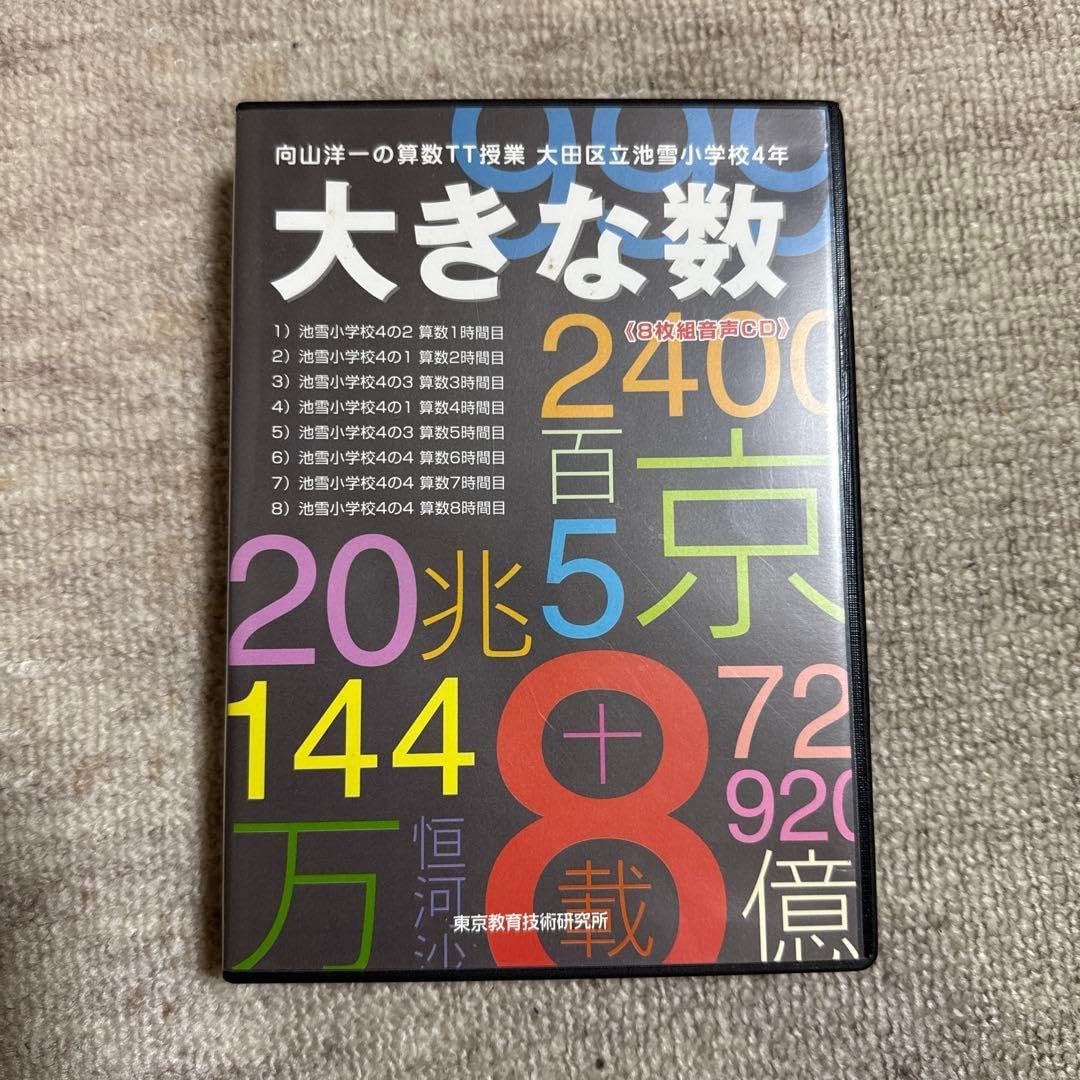 999
向山洋一の算数TT授業 大田区立池雪小学校4年
大きな数
《8枚組音声CD》
1）池雪小学校4の2 算数1時間目
2）池雪小学校4の1 算数2時間目
3）池雪小学校4の3 算数3時間目
4）池雪小学校4の1 算数4時間目
5）池雪小学校4の3 算数5時間目
6）池雪小学校4の4 算数6時間目
7）池雪小学校4の4 算数7時間目
8）池雪小学校4の4 算数8時間目
2400
百
京
5
20兆
144
8
十
72
920
万
恒河沙
載
億
東京教育技術研究所